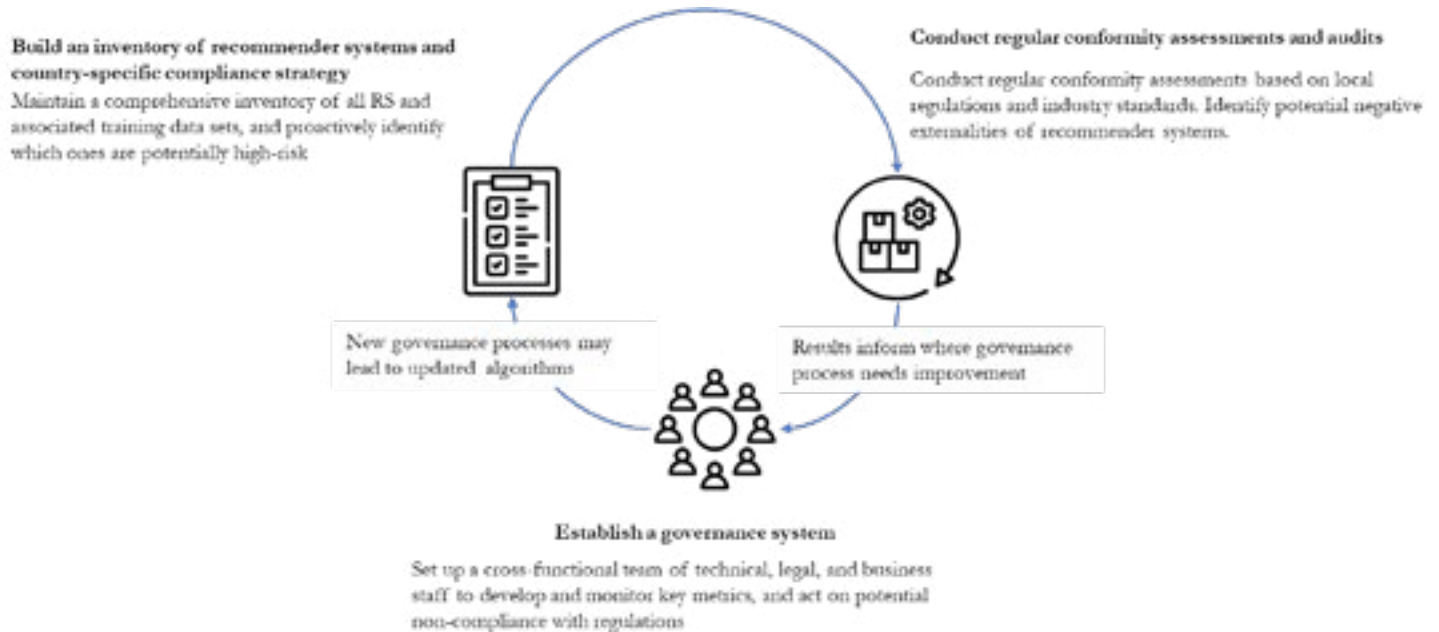 Build an inventory of recommender systems and
country-specific compliance strategy
Maintain a comprehensive inventory of all RS and
associated training data sets, and proactively identify
which ones are potentially high-risk
Conduct regular conformity assessments and audits
Conduct regular conformity assessments based on local
regulations and industry standards. Identify potential negative
externalities of recommender systems.
New governance processes may
lead to updated algorithms
Results inform where governance
process needs improvement
Establish a governance system
Set up a cross-functional team of technical, legal, and business
staff to develop and monitor key metrics, and act on potential
non-compliance with regulations